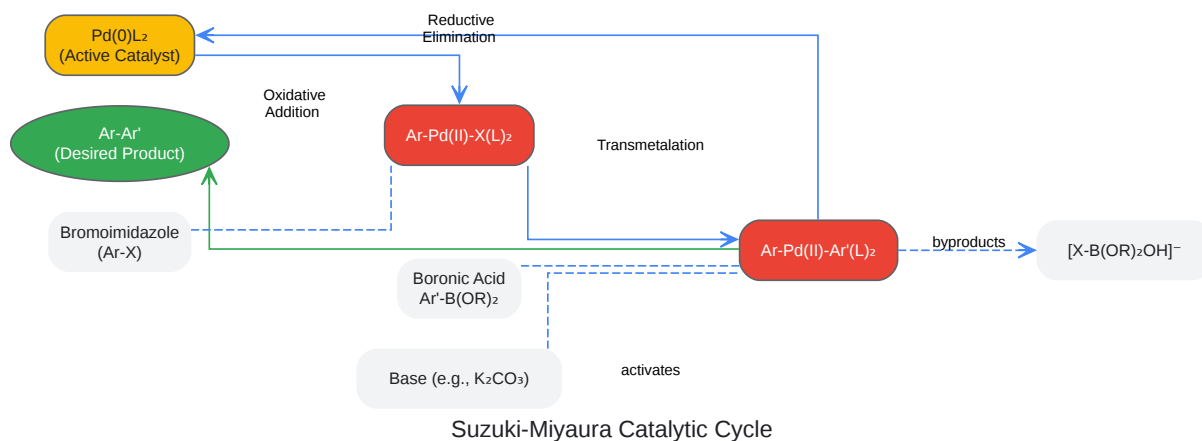 Reductive
Elimination
Pd(0)L₂
(Active Catalyst)
Oxidative
Addition
Ar-Ar'
(Desired Product)
Ar-Pd(II)-X(L)₂
Transmetalation
Bromoimidazole
(Ar-X)
Ar-Pd(II)-Ar'(L)₂
byproducts
[X-B(OR)₂OH]⁻
Boronic Acid
Ar'-B(OR)₂
Base (e.g., K₂CO₃)
activates
Suzuki-Miyaura Catalytic Cycle